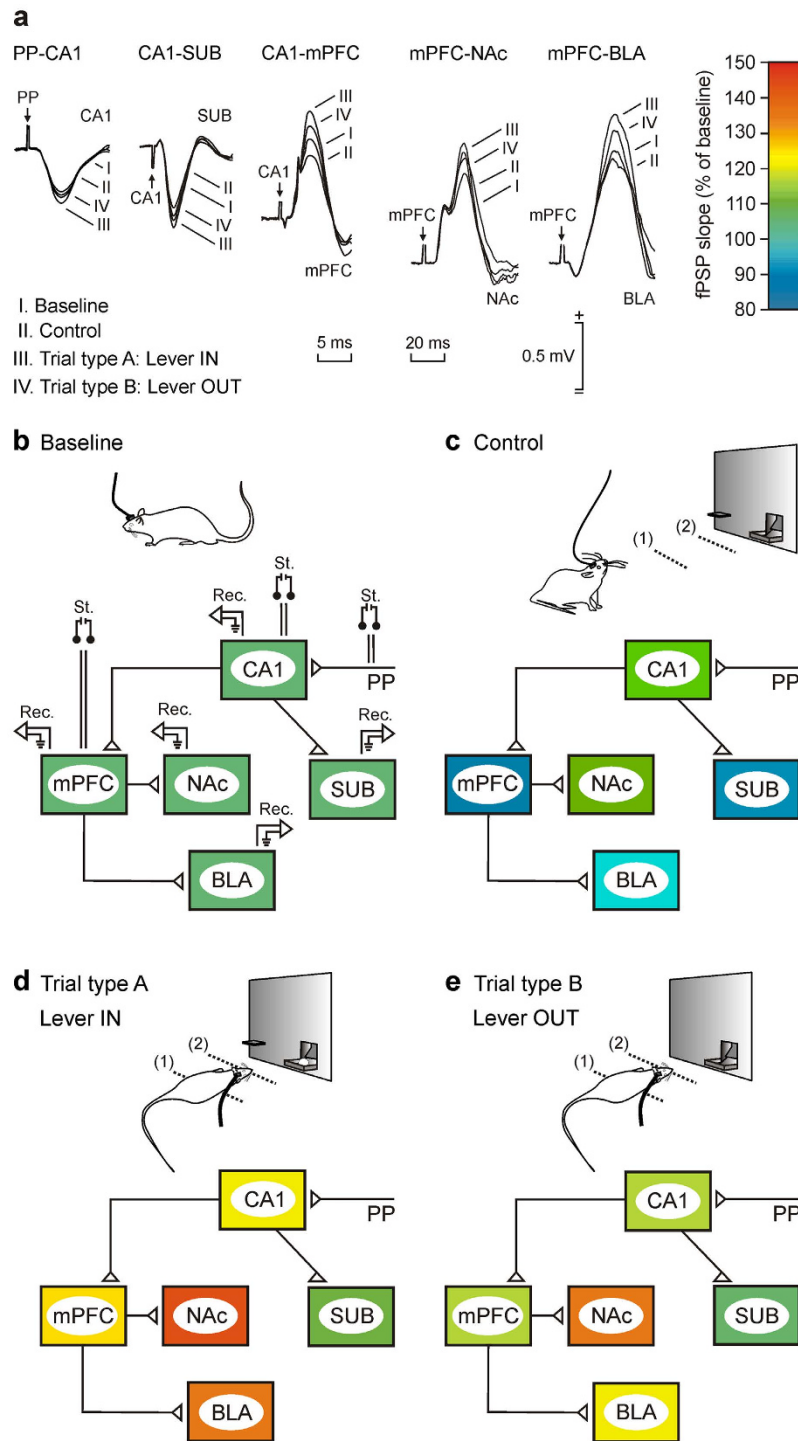 a
PP-CA1 CA1-SUB CA1-mPFC mPFC-NAc mPFC-BLA
PP CA1 I II IV III
SUB CA1 II I IV III
III IV I II CA1 mPFC
III IV II I mPFC NAc
III IV I II mPFC BLA
fPSP slope (% of baseline)
150
140
130
120
110
100
90
80
I. Baseline
II. Control
III. Trial type A: Lever IN
IV. Trial type B: Lever OUT
5 ms
20 ms
0.5 mV
+
=
b Baseline
St.
Rec.
St.
St.
Rec.
CA1
PP
Rec.
Rec.
mPFC
NAc
SUB
Rec.
BLA
c Control
(1)
(2)
CA1
PP
mPFC
NAc
SUB
BLA
d Trial type A
Lever IN
(1)
(2)
CA1
PP
mPFC
NAc
SUB
BLA
e Trial type B
Lever OUT
(1)
(2)
CA1
PP
mPFC
NAc
SUB
BLA